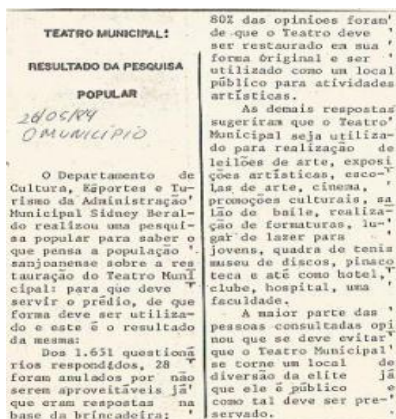 TEATRO MUNICIPAL:
RESULTADO DA PESQUISA
POPULAR
28/05/84
O MUNICÍPIO
O Departamento de
Cultura, Esportes e Tu-
rismo da Administração'
Municipal Sidney Beral-
do realizou uma pesqui-
sa popular para saber o
que pensa a população
sanjoanense sobre a res
tauração do Teatro Muni
cipal: para que deve
servir o prédio, de que
forma deve ser utiliza-
do e este é o resultado
da mesma:
Dos 1.651 questioná
rios respondidos, 28
foram anulados por não
serem aproveitáveis já'
que eram respostas na
base da brincadeira;
80% das opiniões foram'
de que o Teatro deve
ser restaurado em sua '
forma original e ser
utilizado como um local
público para atividades
artísticas.
As demais respostas
sugeriram que o Teatro'
Municipal seja utiliza-
do para realização de
leilões de arte, exposi
ções artísticas, esco-
las de arte, cinema,
promoções culturais, sa
lão de baile, realiza-
ção de formaturas, lu-
gar de lazer para
jovens, quadra de tenis
museu de discos, pinaco
teca e até como hotel,
clube, hospital, uma
faculdade.
A maior parte das
pessoas consultadas opi
nou que se deve evitar'
que o Teatro Municipal'
se torne um local de
diversão da elite já
que ele é público e
como tal deve ser pre-
servado.